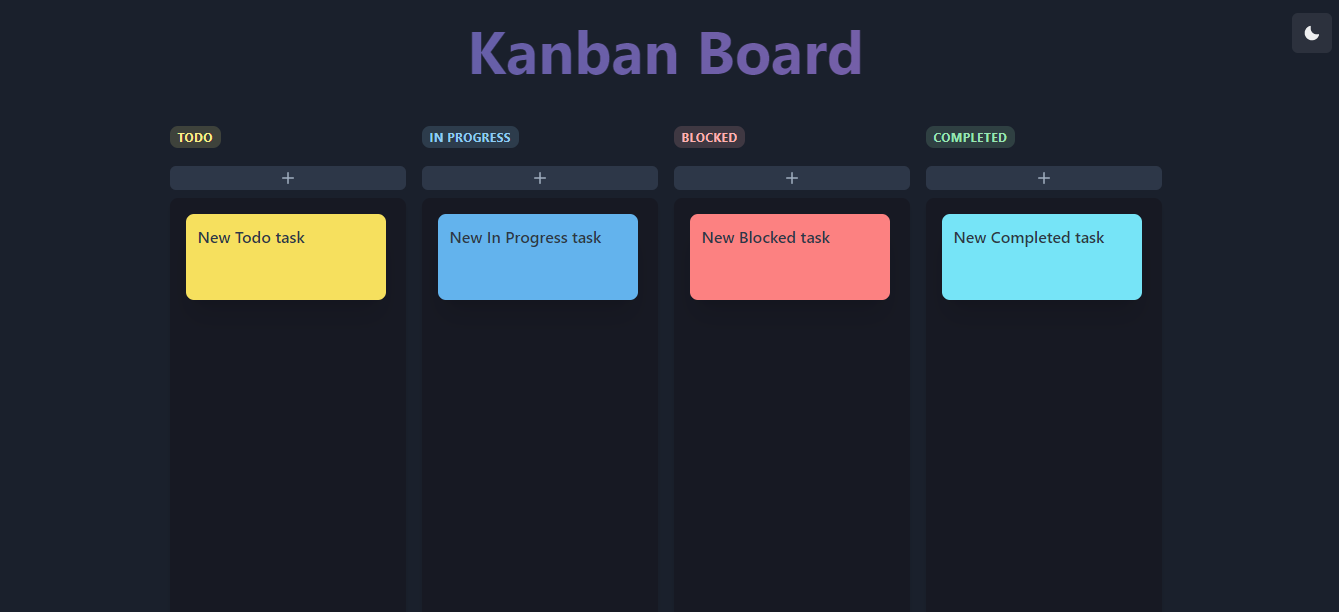 Kanban Board
TODO
IN PROGRESS
BLOCKED
COMPLETED
+
+
+
+
New Todo task
New In Progress task
New Blocked task
New Completed task